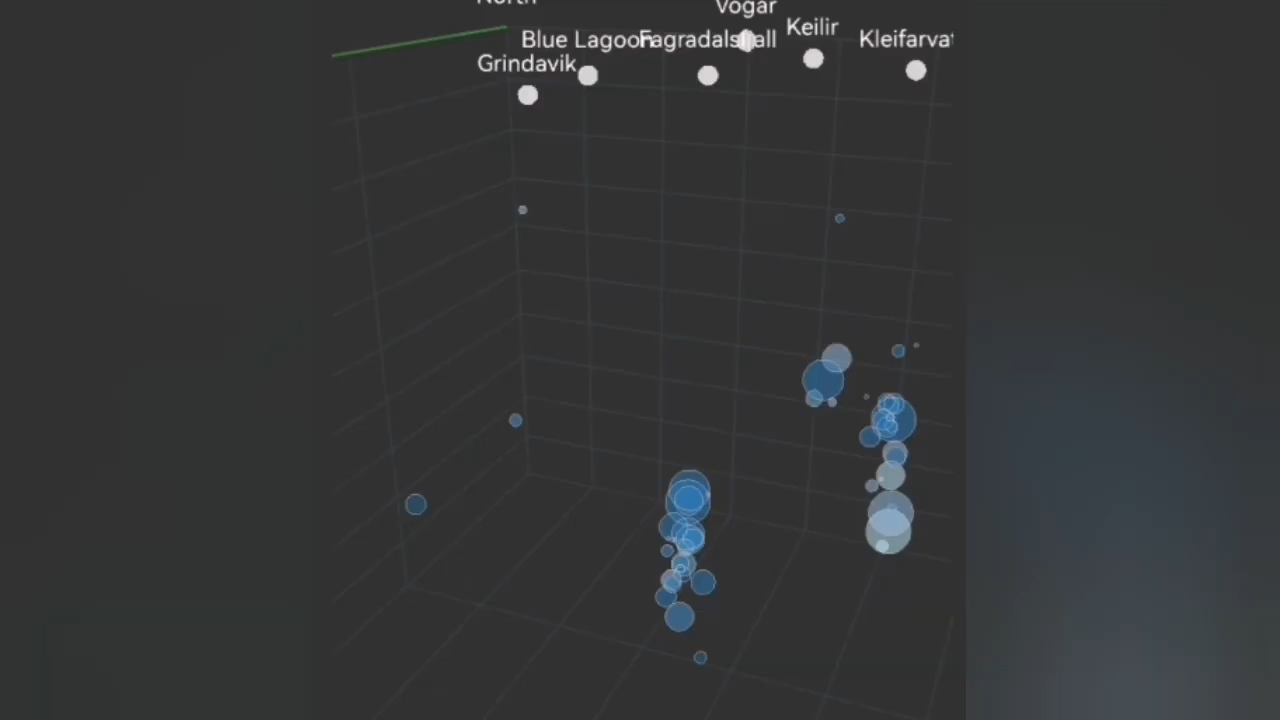 North
Vogar
Keilir
Blue Lagoon
Fagradalsfjall
Kleifarvat
Grindavik